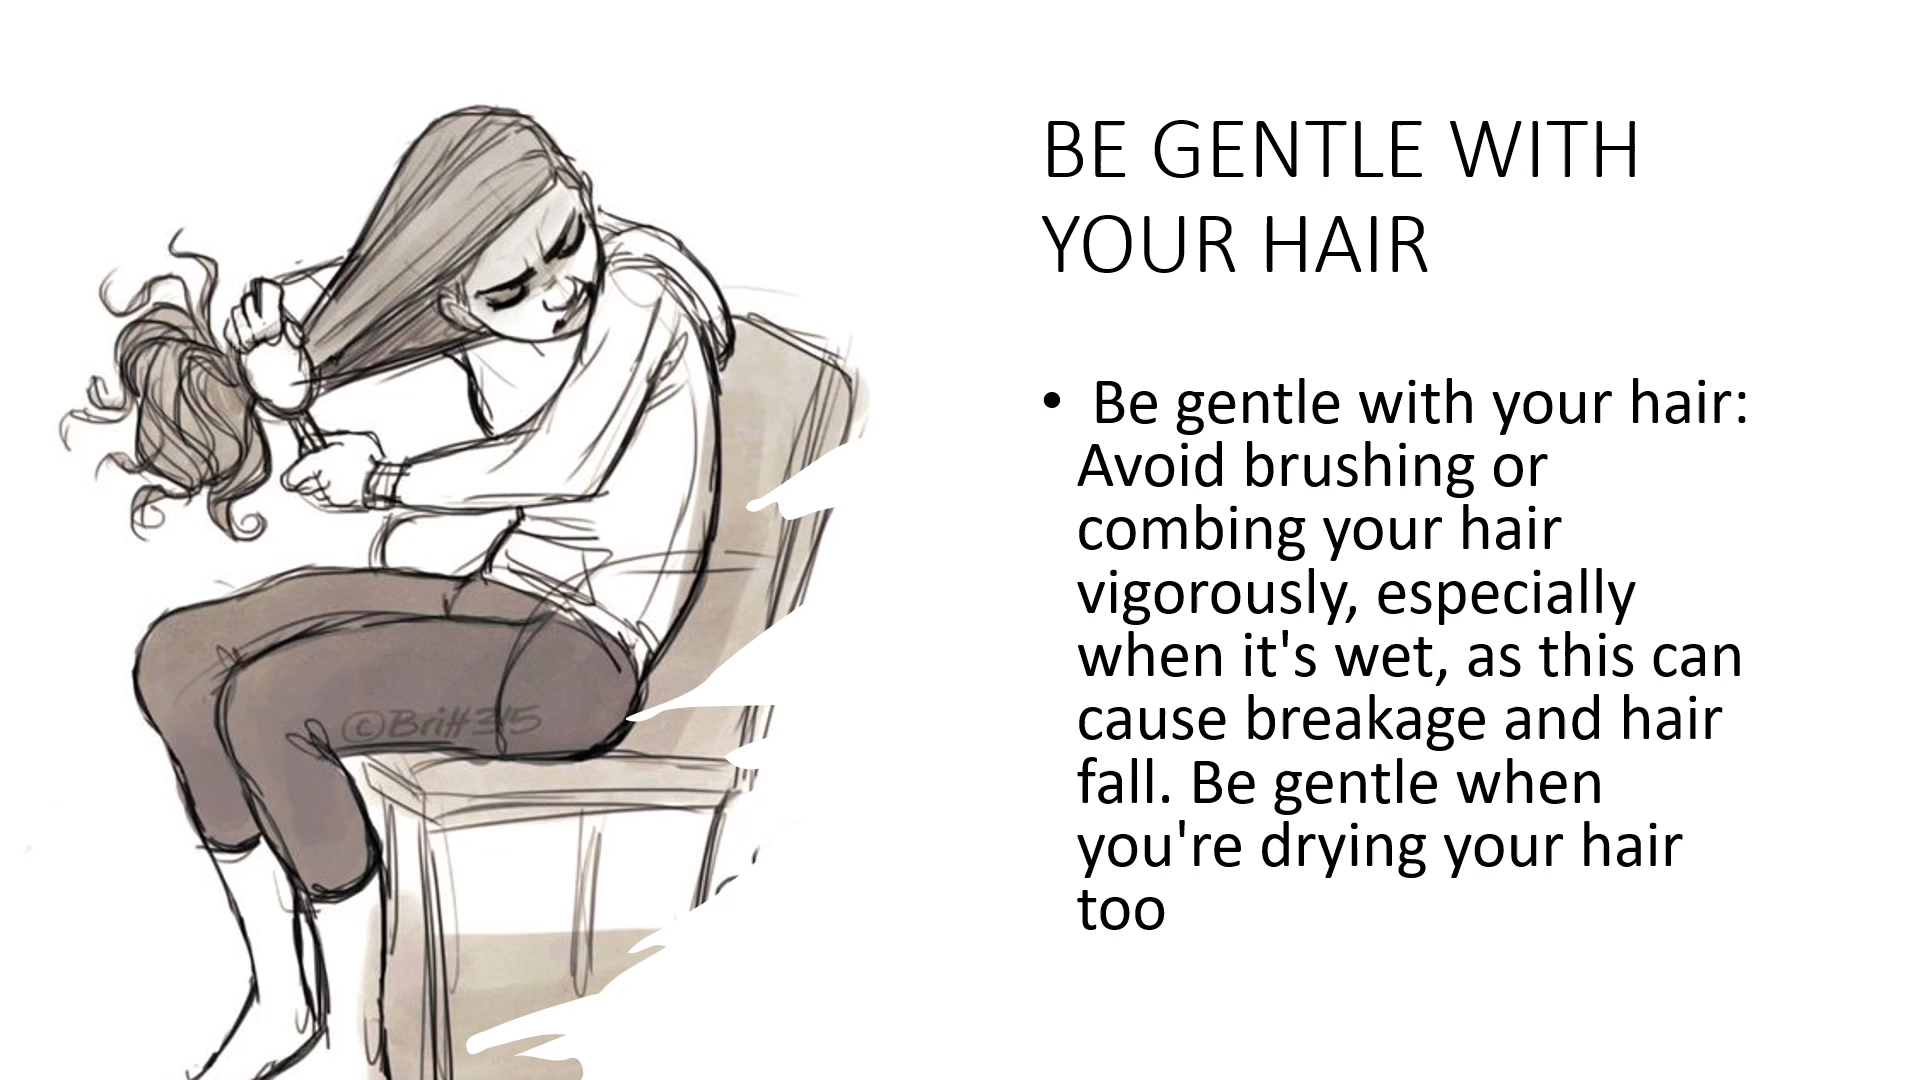 BE GENTLE WITH
YOUR HAIR
• Be gentle with your hair:
Avoid brushing or
combing your hair
vigorously, especially
when it's wet, as this can
cause breakage and hair
fall. Be gentle when
you're drying your hair
too
©Britt315